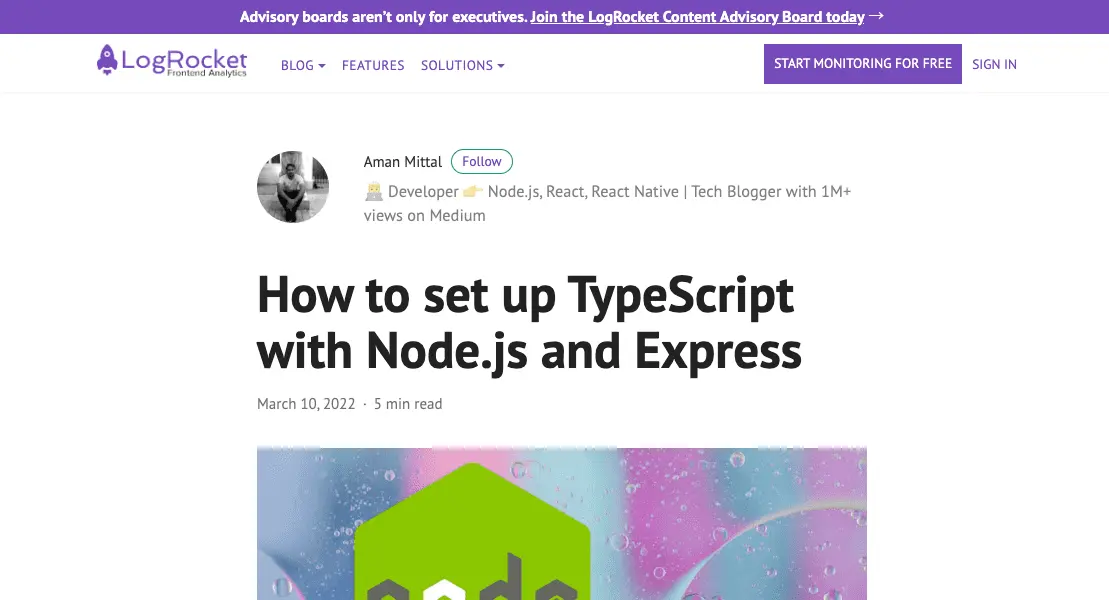 Advisory boards aren’t only for executives. Join the LogRocket Content Advisory Board today →
LogRocket
Frontend Analytics
BLOG FEATURES SOLUTIONS START MONITORING FOR FREE SIGN IN
Aman Mittal Follow
👨🏼‍💻 Developer 👉🏼 Node.js, React, React Native | Tech Blogger with 1M+
views on Medium
How to set up TypeScript
with Node.js and Express
March 10, 2022 · 5 min read
node